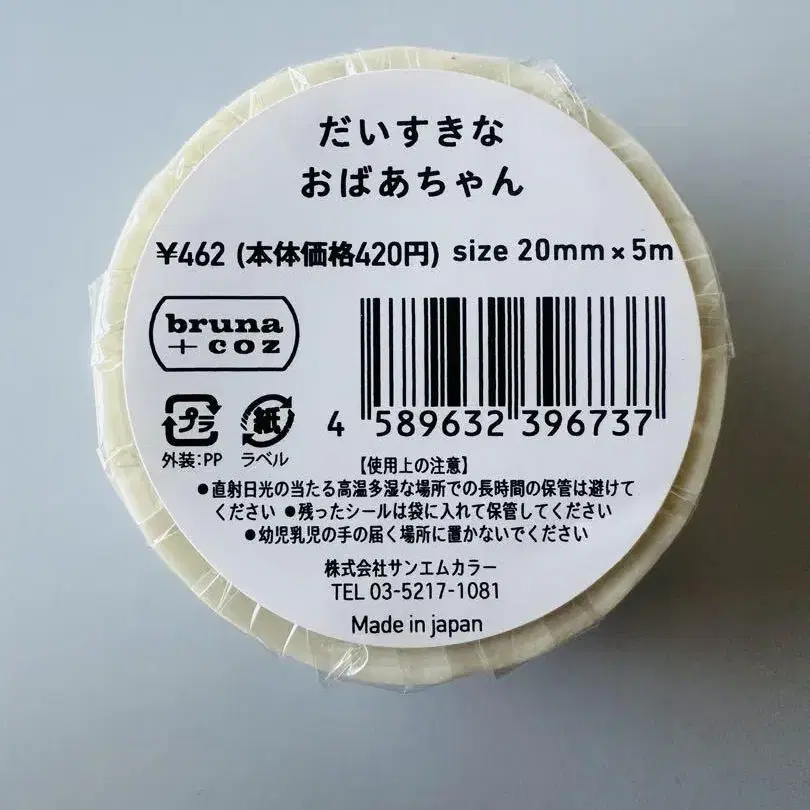 だいすきな
おばあちゃん
¥462 (本体価格420円) size 20mm×5m
bruna
+coz
プラ 紙
外装:PP ラベル
4 589632 396737
【使用上の注意】
●直射日光の当たる高温多湿な場所での長時間の保管は避けて
ください ●残ったシールは袋に入れて保管してください
●幼児乳児の手の届く場所に置かないでください
株式会社サンエムカラー
TEL 03-5217-1081
Made in japan